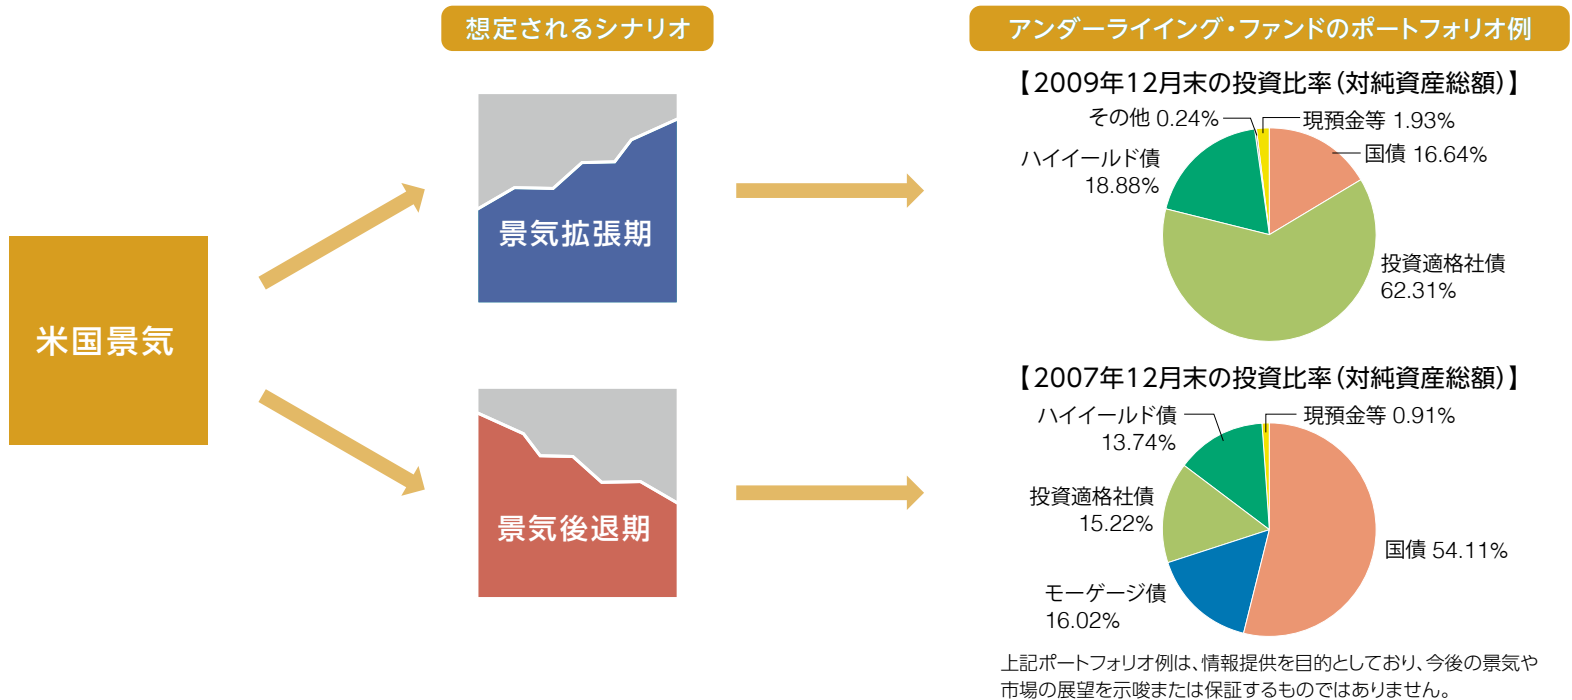 想定されるシナリオ
アンダーライイング・ファンドのポートフォリオ例
米国景気
景気拡張期
景気後退期
【2009年12月末の投資比率（対純資産総額）】
その他 0.24%
現預金等 1.93%
国債 16.64%
ハイイールド債
18.88%
投資適格社債
62.31%
【2007年12月末の投資比率（対純資産総額）】
ハイイールド債
13.74%
現預金等 0.91%
投資適格社債
15.22%
国債 54.11%
モーゲージ債
16.02%
上記ポートフォリオ例は、情報提供を目的としており、今後の景気や
市場の展望を示唆または保証するものではありません。